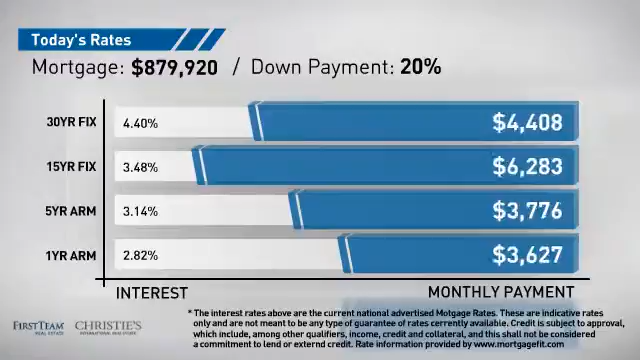 Today's Rates
Mortgage: $879,920 / Down Payment: 20%
30YR FIX 4.40% $4,408
15YR FIX 3.48% $6,283
5YR ARM 3.14% $3,776
1YR ARM 2.82% $3,627
INTEREST MONTHLY PAYMENT
* The interest rates above are the current national advertised Motgage Rates. These are indicative rates
only and are not meant to be any type of guarantee of rates cerrently available. Credit is subject to approval,
which include, among other qualifiers, income, credit and collateral, and this shall not be considered
a commitment to lend or externd credit. Rate information provided by www.mortgagefit.com
FIRST TEAM CHRISTIE'S
REAL ESTATE INTERNATIONAL REAL ESTATE